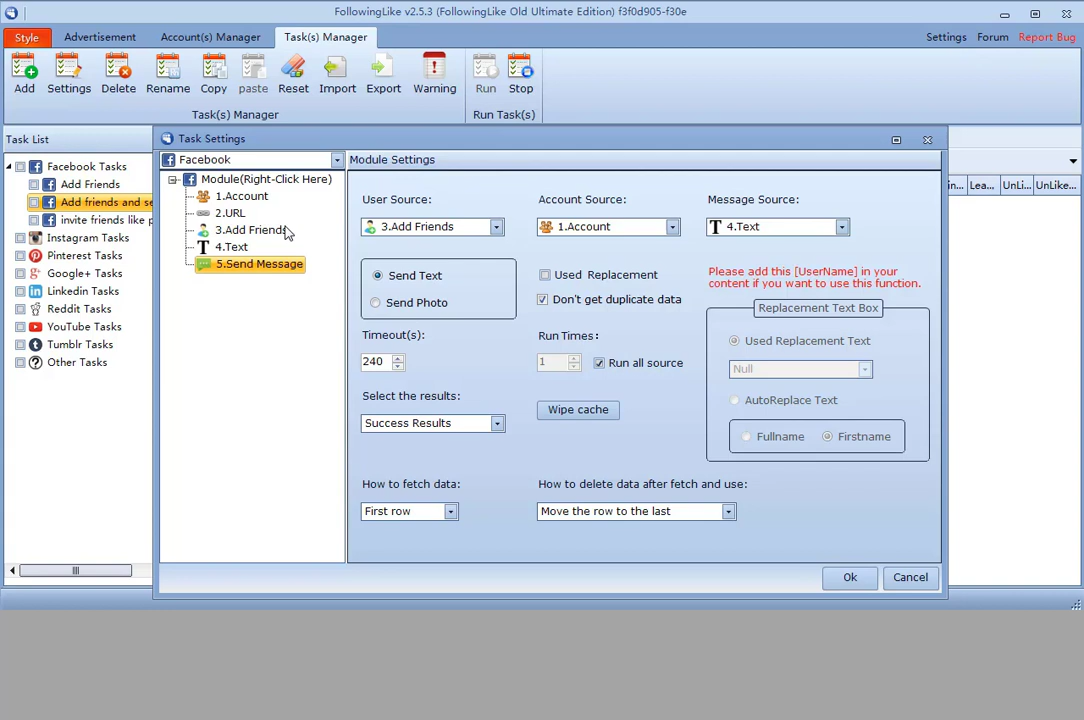 FollowingLike v2.5.3 (FollowingLike Old Ultimate Edition) f3f0d905-f30e
Style Advertisement Account(s) Manager Task(s) Manager Settings Forum Report Bug
Add Settings Delete Rename Copy paste Reset Import Export Warning Run Stop
Task(s) Manager Run Task(s)
Task List
Facebook Tasks
Add Friends
Add friends and se
invite friends like p
Instagram Tasks
Pinterest Tasks
Google+ Tasks
Linkedin Tasks
Reddit Tasks
YouTube Tasks
Tumblr Tasks
Other Tasks
Task Settings
Facebook
Module(Right-Click Here)
1.Account
2.URL
3.Add Friends
4.Text
5.Send Message
Module Settings
User Source: Account Source: Message Source:
3.Add Friends 1.Account 4.Text
Send Text
Send Photo
Used Replacement
Don't get duplicate data
Please add this [UserName] in your
content if you want to use this function.
Timeout(s):
240
Run Times:
1 Run all source
Replacement Text Box
Used Replacement Text
Null
AutoReplace Text
Fullname Firstname
Select the results:
Success Results
Wipe cache
How to fetch data:
First row
How to delete data after fetch and use:
Move the row to the last
Ok Cancel
in... Lea... UnLi... UnLike...